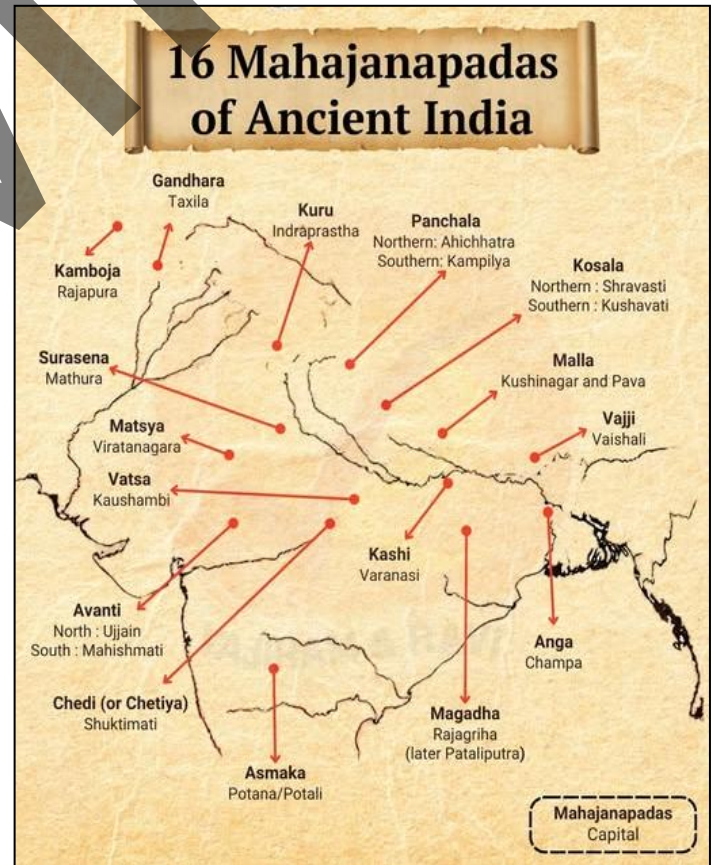 16 Mahajanapadas
of Ancient India
Gandhara
Taxila
Kuru
Indraprastha
Panchala
Northern: Ahichhatra
Southern: Kampilya
Kamboja
Rajapura
Kosala
Northern : Shravasti
Southern : Kushavati
Surasena
Mathura
Malla
Kushinagar and Pava
Matsya
Viratanagara
Vajji
Vaishali
Vatsa
Kaushambi
Kashi
Varanasi
Avanti
North : Ujjain
South : Mahishmati
Anga
Champa
Chedi (or Chetiya)
Shuktimati
Magadha
Rajagriha
(later Pataliputra)
Asmaka
Potana/Potali
Mahajanapadas
Capital